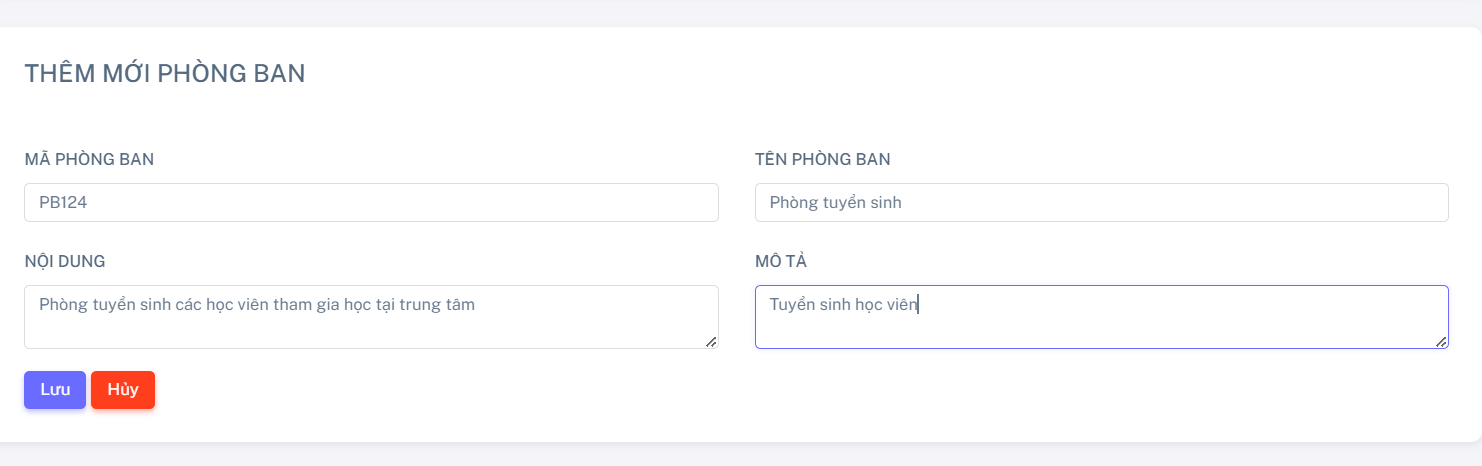 THÊM MỚI PHÒNG BAN
MÃ PHÒNG BAN
TÊN PHÒNG BAN
PB124
Phòng tuyển sinh
NỘI DUNG
MÔ TẢ
Phòng tuyển sinh các học viên tham gia học tại trung tâm
Tuyển sinh học viên
Lưu
Hủy